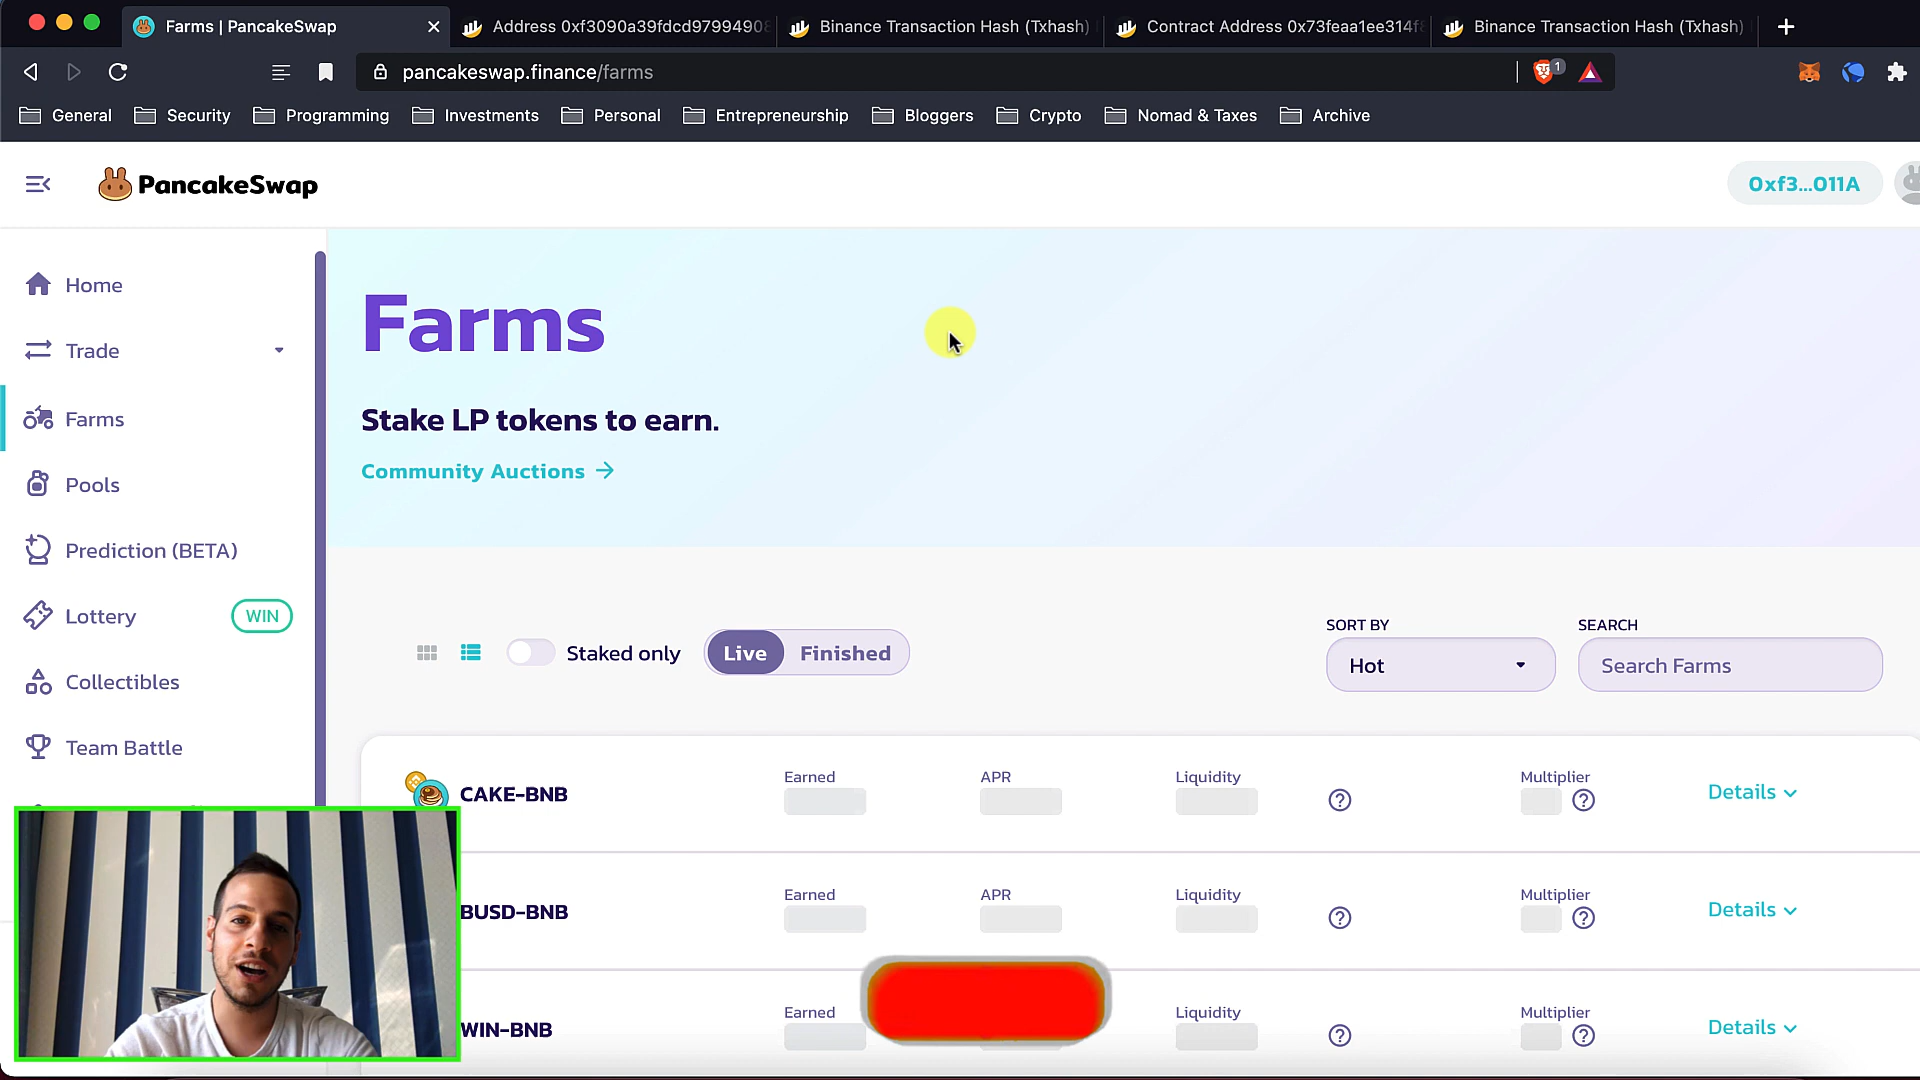 Farms | PancakeSwap
Address 0xf3090a39fdcd9799490
Binance Transaction Hash (Txhash)
Contract Address 0x73feaa1ee314f
Binance Transaction Hash (Txhash)
pancakeswap.finance/farms
1
General
Security
Programming
Investments
Personal
Entrepreneurship
Bloggers
Crypto
Nomad & Taxes
Archive
PancakeSwap
0xf3...011A
Home
Trade
Farms
Pools
Prediction (BETA)
Lottery
WIN
Collectibles
Team Battle
Farms
Stake LP tokens to earn.
Community Auctions
Staked only
Live
Finished
SORT BY
Hot
SEARCH
Search Farms
CAKE-BNB
Earned
APR
Liquidity
Multiplier
Details
BUSD-BNB
Earned
APR
Liquidity
Multiplier
Details
WIN-BNB
Earned
Liquidity
Multiplier
Details